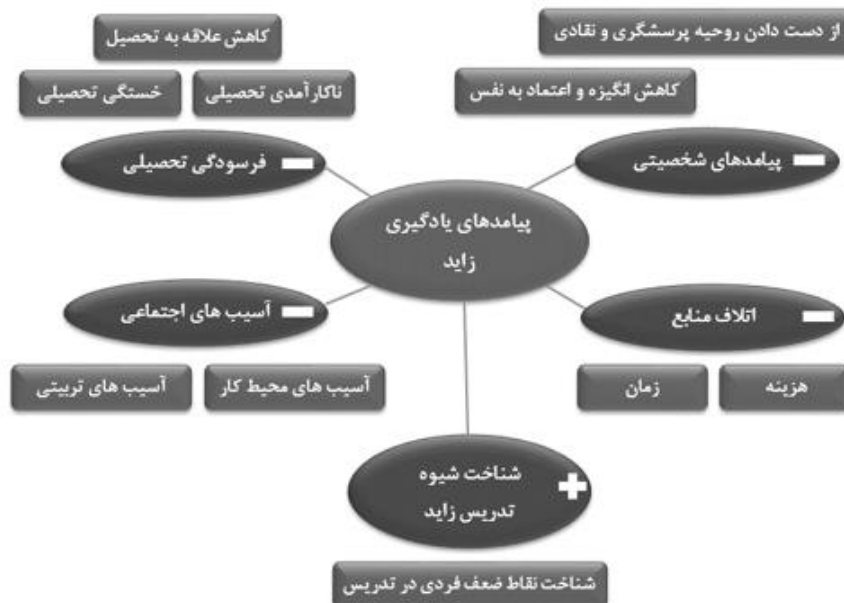 از دست دادن روحیه پرسشگری و نقادی
کاهش علاقه به تحصیل
کاهش انگیزه و اعتماد به نفس
ناکارآمدی تحصیلی
خستگی تحصیلی
پیامدهای شخصیتی
فرسودگی تحصیلی
پیامدهای یادگیری
زاید
اتلاف منابع
آسیب های اجتماعی
هزینه
زمان
آسیب های محیط کار
آسیب های تربیتی
شناخت شیوه
تدریس زاید
شناخت نقاط ضعف فردی در تدریس